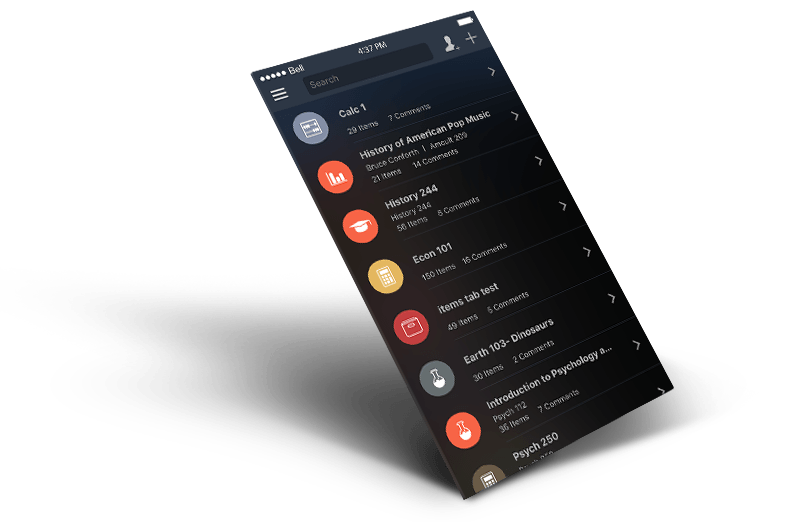 Bell 4:37 PM
Search
Calc 1
29 Items 7 Comments
History of American Pop Music
Bruce Conforth | Amcult 209
21 Items 14 Comments
History 244
History 244
56 Items 6 Comments
Econ 101
150 Items 16 Comments
items tab test
49 Items 5 Comments
Earth 103- Dinosaurs
30 Items 2 Comments
Introduction to Psychology a...
Psych 112
36 Items 7 Comments
Psych 250